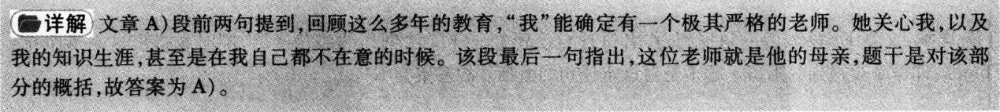 详解 文章 A)段前两句提到,回顾这么多年的教育,“我”能确定有一个极其严格的老师。她关心我,以及
我的知识生涯,甚至是在我自己都不在意的时候。该段最后一句指出,这位老师就是他的母亲,题干是对该部
分的概括,故答案为 A)。